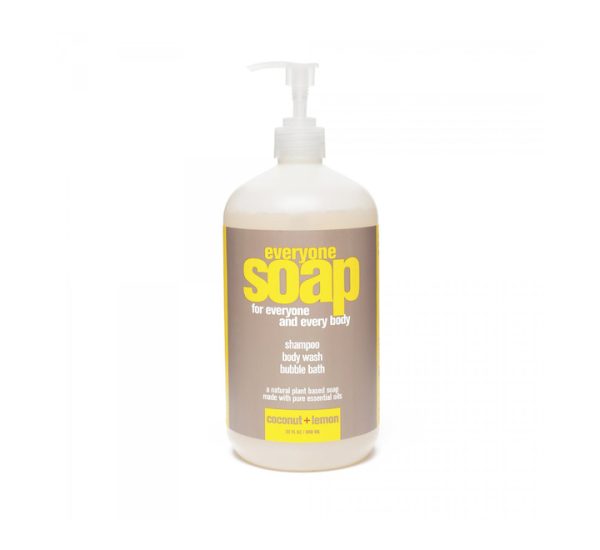 everyone
soap
for everyone
and every body
shampoo
body wash
bubble bath
a natural plant based soap
made with pure essential oils
coconut + lemon